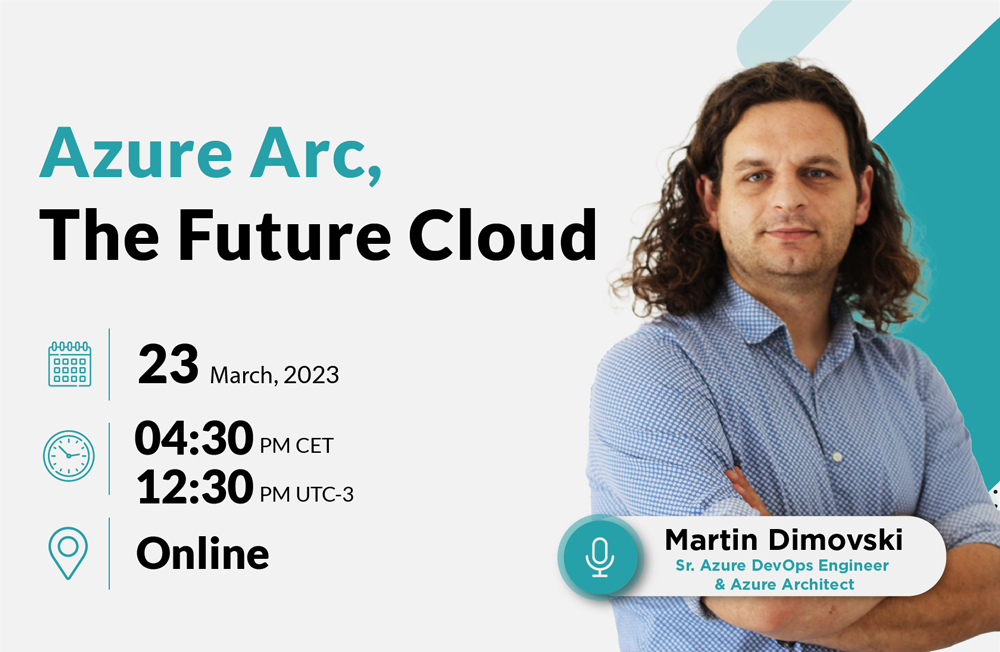 Azure Arc,
The Future Cloud
23 March, 2023
04:30 PM CET
12:30 PM UTC-3
Online
Martin Dimovski
Sr. Azure DevOps Engineer
& Azure Architect